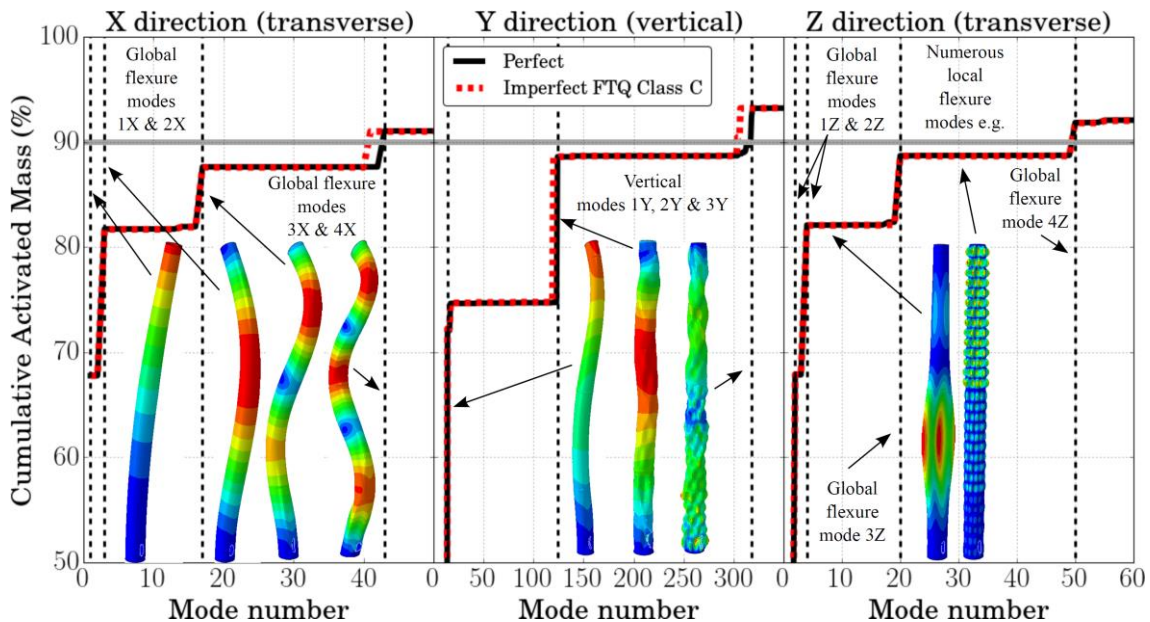 X direction (transverse)
Y direction (vertical)
Z direction (transverse)
Cumulative Activated Mass (%)
100
90
80
70
60
50
Global
flexure
modes
1X & 2X
Global flexure
modes
3X & 4X
0
10
20
30
40
Mode number
Perfect
Imperfect FTQ Class C
Vertical
modes 1Y, 2Y & 3Y
0
50
100
150
200
250
300
Mode number
Global
flexure
modes
1Z & 2Z
Numerous
local
flexure
modes e.g.
Global
flexure
mode 4Z
Global
flexure
mode 3Z
0
10
20
30
40
50
60
Mode number